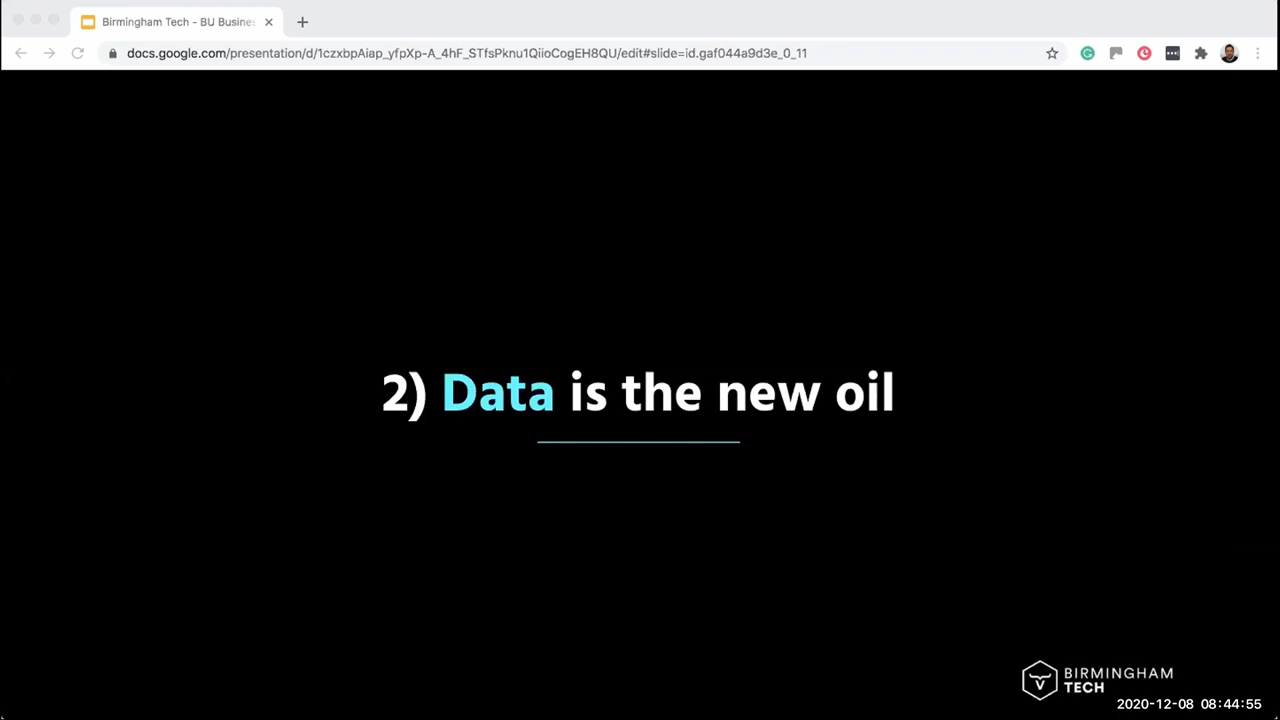 Birmingham Tech - BU Busines
docs.google.com/presentation/d/1czxbpAiap_yfpXp-A_4hF_STfsPknu1QiioCogEH8QU/edit#slide=id.gaf044a9d3e_0_11
2) Data is the new oil
BIRMINGHAM
TECH
2020-12-08 08:44:55